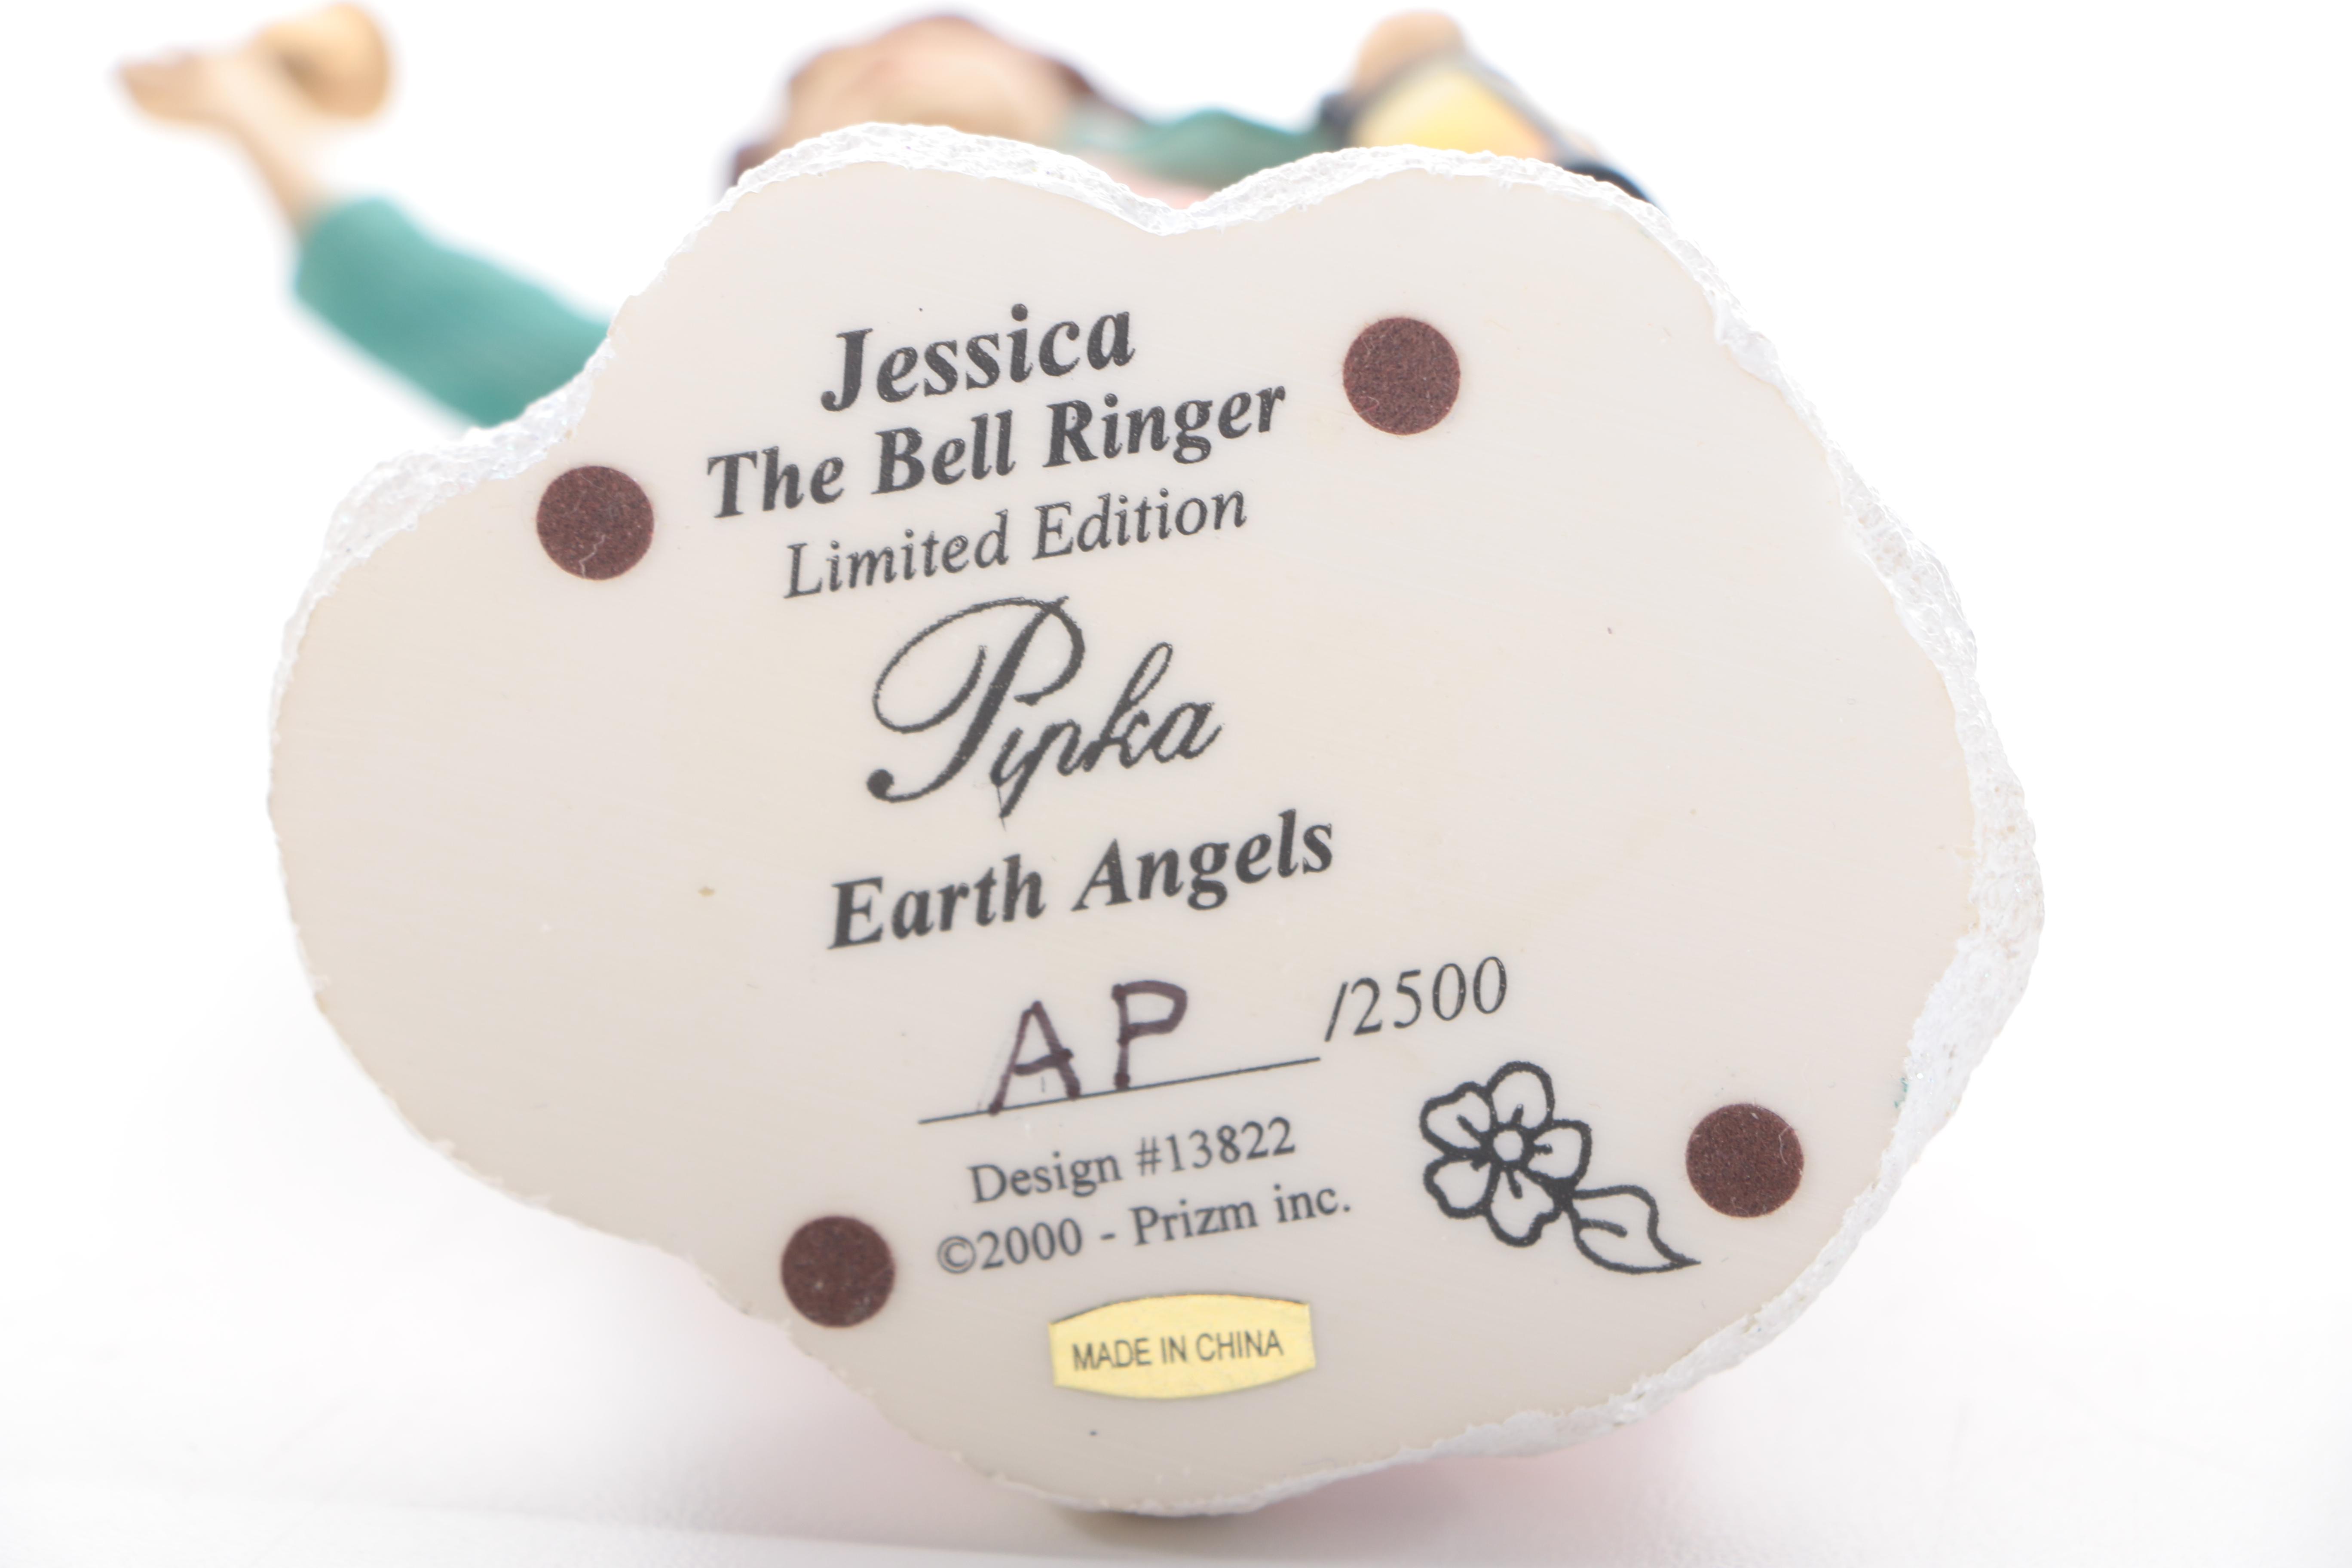 Jessica
The Bell Ringer
Limited Edition
Pipka
Earth Angels
AP /2500
Design #13822
©2000 - Prizm inc.
MADE IN CHINA